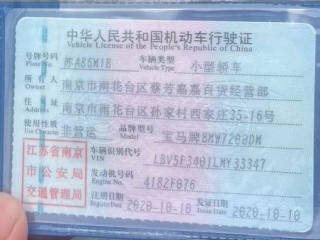 中华人民共和国机动车行驶证
Vehicle License of the People's Republic of China
号牌号码 苏A86M1B 车辆类型 小型轿车
Plate No. Vehicle Type
所有人 南京市雨花台区蔡芳嘉嘉百货经营部
Owner
住址 南京市雨花台区孙家村西家庄35-16号
Address
使用性质 非营运 品牌型号 宝马牌BMW7200DM
Use Character Model
江苏省南京市公安局交通管理局
车辆识别代号 LBV5F3401LMY33347
VIN
发动机号码 4182F076
Engine No.
注册日期 2020-10-10 发证日期 2020-10-10
Register Date Issue Date